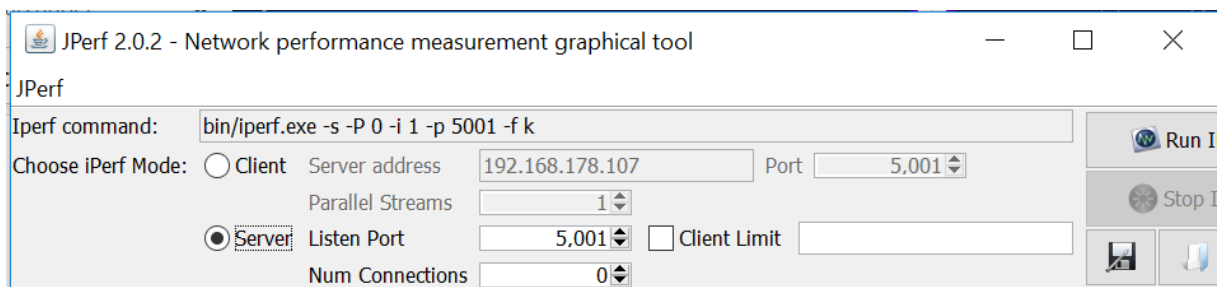 JPerf 2.0.2 - Network performance measurement graphical tool
JPerf
Iperf command: bin/iperf.exe -s -P 0 -i 1 -p 5001 -f k
Run I
Choose iPerf Mode: Client Server address 192.168.178.107 Port 5,001
Parallel Streams 1
Stop I
Server Listen Port 5,001 Client Limit
Num Connections 0